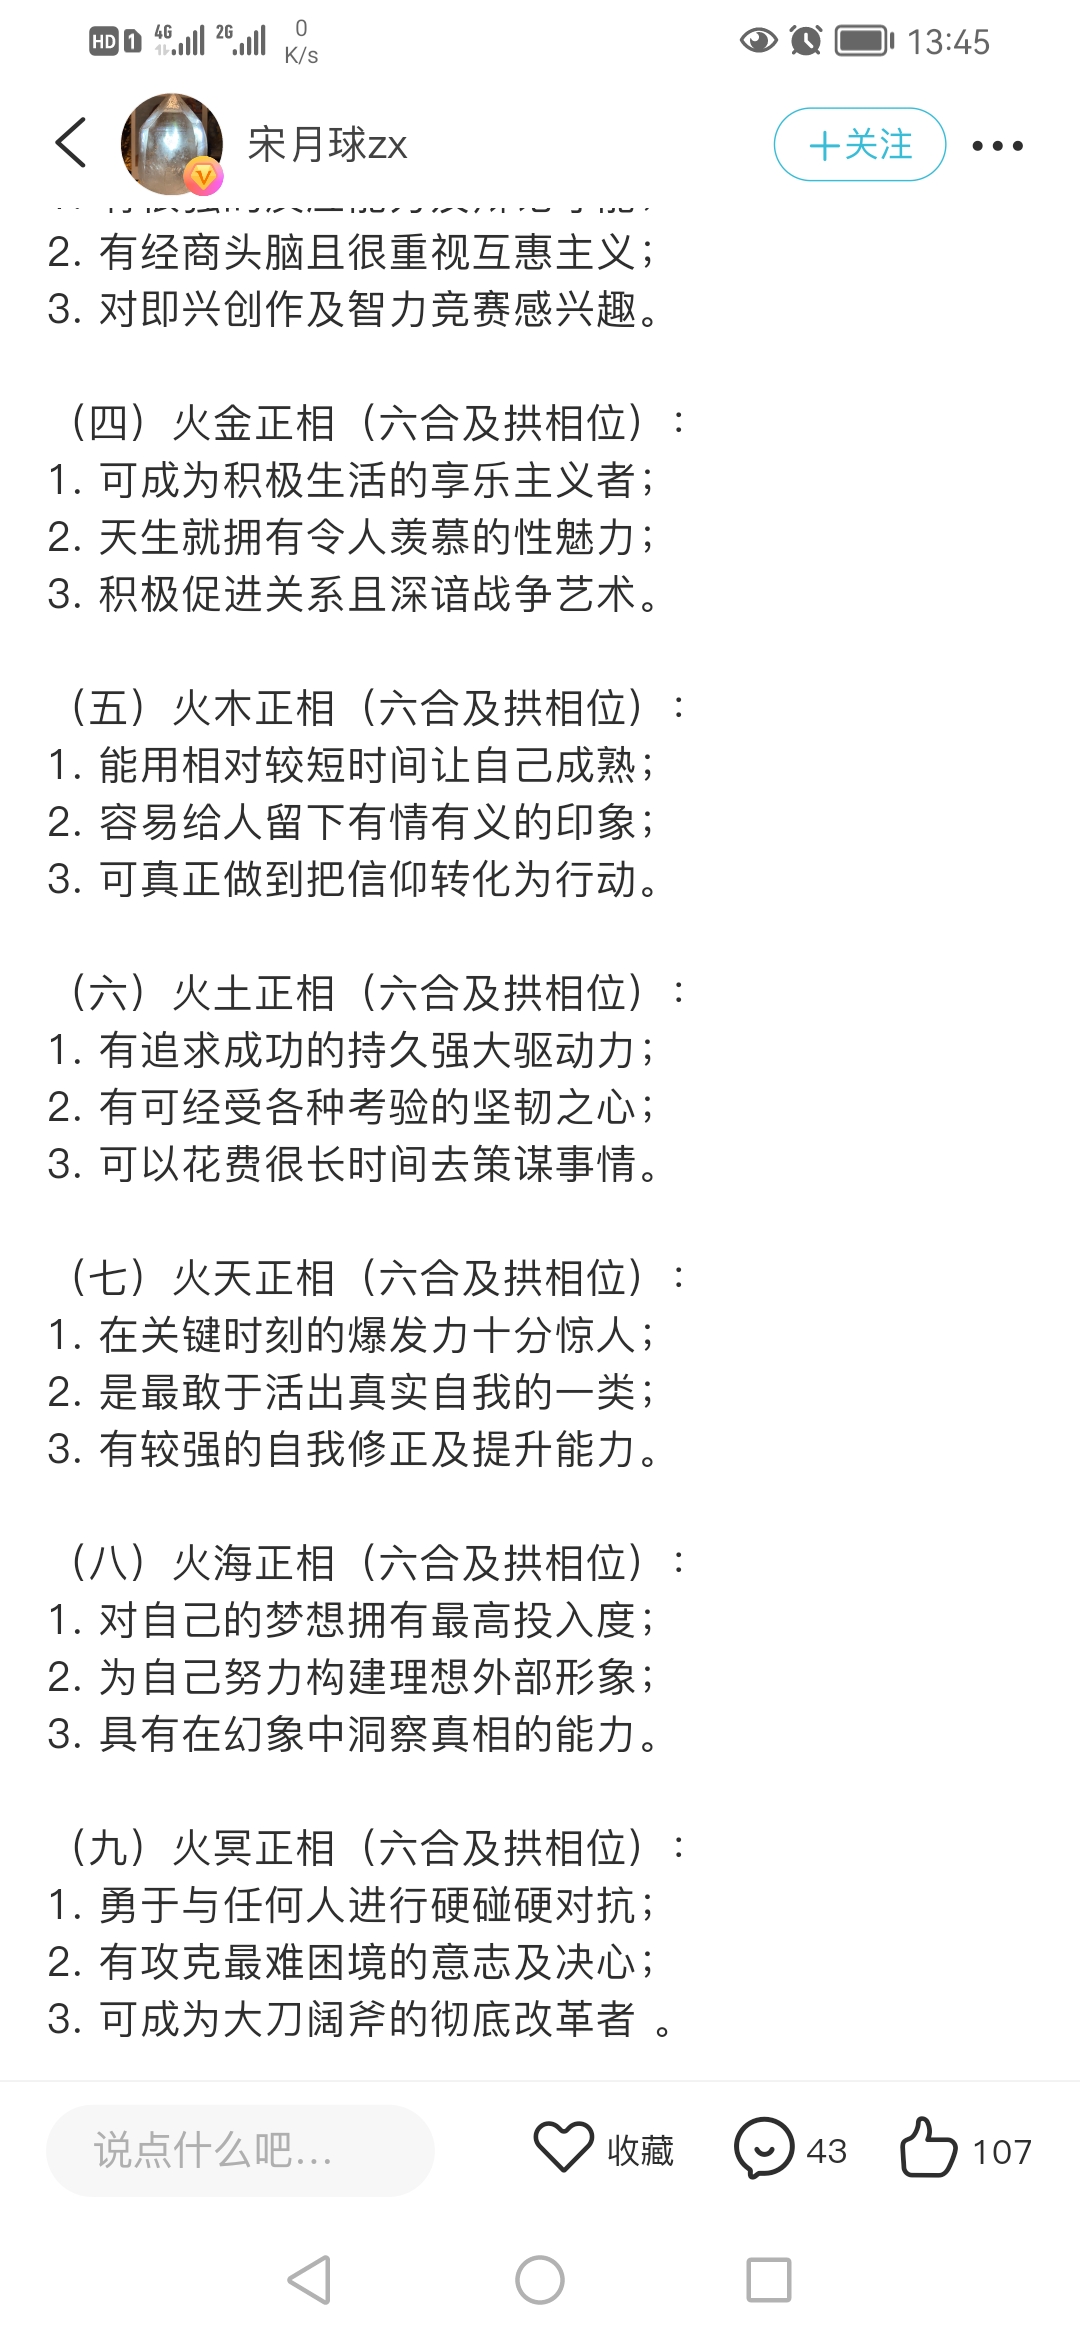 HD 1 4G 2G 0 K/s 13:45
宋月球zx
+关注
2. 有经商头脑且很重视互惠主义；
3. 对即兴创作及智力竞赛感兴趣。
（四）火金正相（六合及拱相位）：
1. 可成为积极生活的享乐主义者；
2. 天生就拥有令人羡慕的性魅力；
3. 积极促进关系且深谙战争艺术。
（五）火木正相（六合及拱相位）：
1. 能用相对较短时间让自己成熟；
2. 容易给人留下有情有义的印象；
3. 可真正做到把信仰转化为行动。
（六）火土正相（六合及拱相位）：
1. 有追求成功的持久强大驱动力；
2. 有可经受各种考验的坚韧之心；
3. 可以花费很长时间去策谋事情。
（七）火天正相（六合及拱相位）：
1. 在关键时刻的爆发力十分惊人；
2. 是最敢于活出真实自我的一类；
3. 有较强的自我修正及提升能力。
（八）火海正相（六合及拱相位）：
1. 对自己的梦想拥有最高投入度；
2. 为自己努力构建理想外部形象；
3. 具有在幻象中洞察真相的能力。
（九）火冥正相（六合及拱相位）：
1. 勇于与任何人进行硬碰硬对抗；
2. 有攻克最难困境的意志及决心；
3. 可成为大刀阔斧的彻底改革者 。
说点什么吧... 收藏 43 107